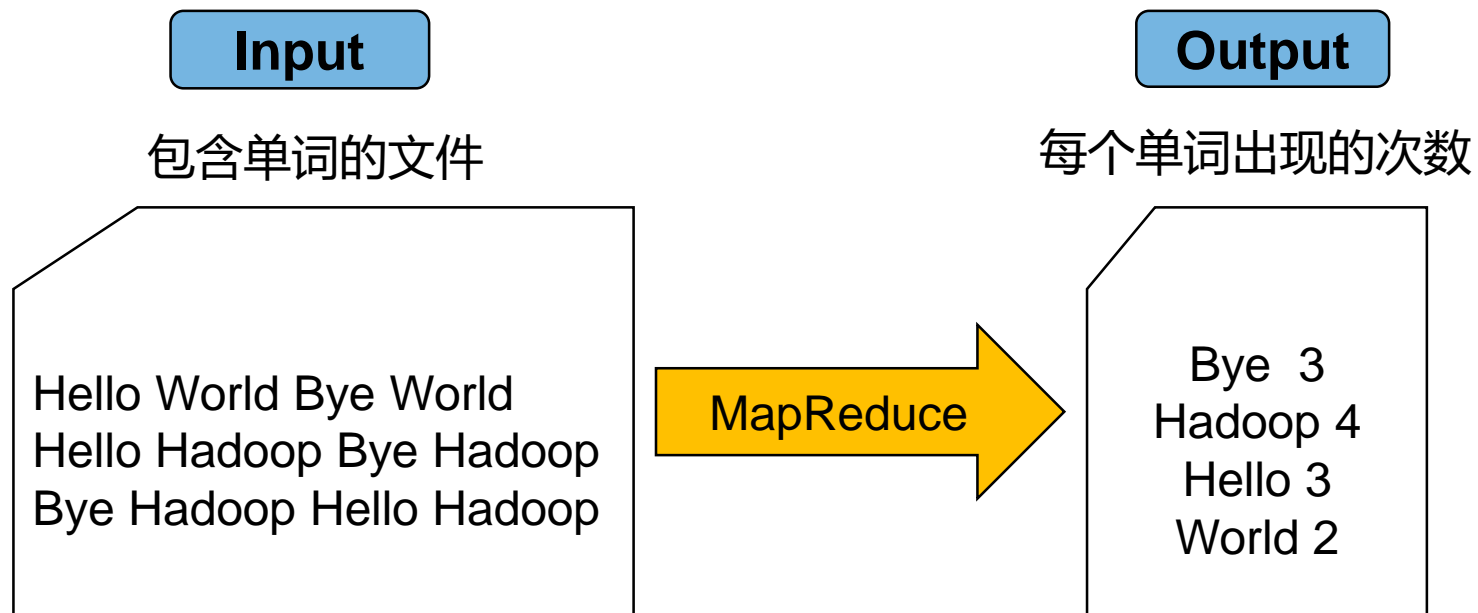 Input
包含单词的文件
Hello World Bye World
Hello Hadoop Bye Hadoop
Bye Hadoop Hello Hadoop
MapReduce
Output
每个单词出现的次数
Bye  3
Hadoop 4
Hello 3
World 2